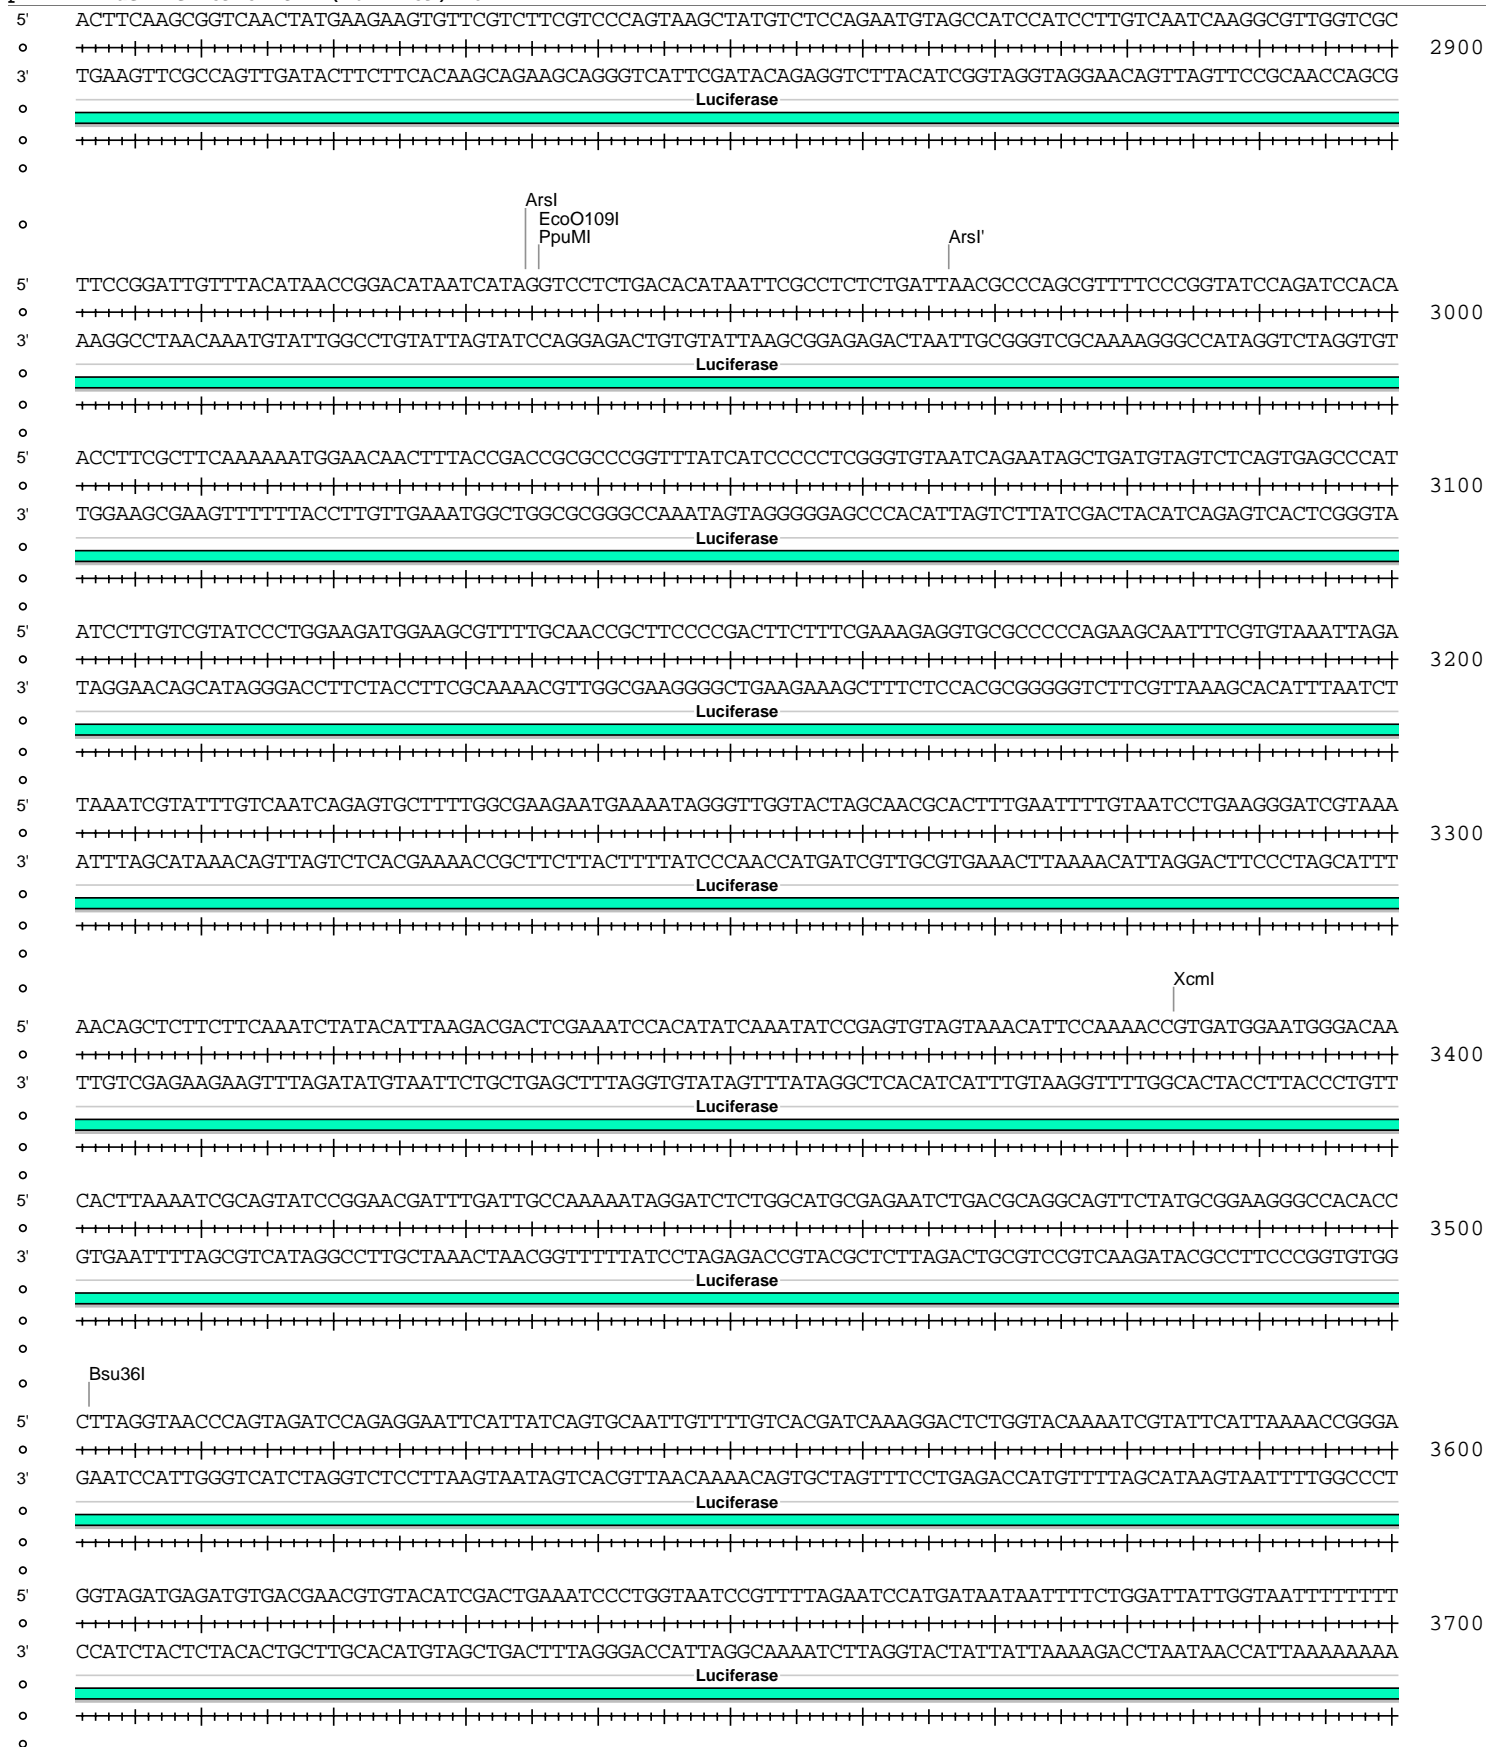 5' ACTTCAAGCGGTCAACTATGAAGAAGTGTTCGTCTTCGTCCCAGTAAGCTATGTCTCCAGAATGTAGCCATCCATCCTTGTCAATCAAGGCGTTGGTCGC
2900
3' TGAAGTTCGCCAGTTGATACTTCTTCACAAGCAGAAGCAGGGTCATTCGATACAGAGGTCTTACATCGGTAGGTAGGAACAGTTAGTTCCGCAACCAGCG
Luciferase
ArsI
EcoO109I
PpuMI ArsI'
5' TTCCGGATTGTTTACATAACCGGACATAATCATAGGTCCTCTGACACATAATTCGCCTCTCTGATTAACGCCCAGCGTTTTCCCGGTATCCAGATCCACA
3000
3' AAGGCCTAACAAATGTATTGGCCTGTATTAGTATCCAGGAGACTGTGTATTAAGCGGAGAGACTAATTGCGGGTCGCAAAAGGGCCATAGGTCTAGGTGT
Luciferase
5' ACCTTCGCTTCAAAAAATGGAACAACTTTACCGACCGCGCCCGGTTTATCATCCCCCTCGGGTGTAATCAGAATAGCTGATGTAGTCTCAGTGAGCCCAT
3100
3' TGGAAGCGAAGTTTTTTACCTTGTTGAAATGGCTGGCGCGGGCCAAATAGTAGGGGGAGCCCACATTAGTCTTATCGACTACATCAGAGTCACTCGGGTA
Luciferase
5' ATCCTTGTCGTATCCCTGGAAGATGGAAGCGTTTTGCAACCGCTTCCCCGACTTCTTTCGAAAGAGGTGCGCCCCCAGAAGCAATTTCGTGTAAATTAGA
3200
3' TAGGAACAGCATAGGGACCTTCTACCTTCGCAAAACGTTGGCGAAGGGGCTGAAGAAAGCTTTCTCCACGCGGGGGTCTTCGTTAAAGCACATTTAATCT
Luciferase
5' TAAATCGTATTTGTCAATCAGAGTGCTTTTGGCGAAGAATGAAAATAGGGTTGGTACTAGCAACGCACTTTGAATTTTGTAATCCTGAAGGGATCGTAAA
3300
3' ATTTAGCATAAACAGTTAGTCTCACGAAAACCGCTTCTTACTTTTATCCCAACCATGATCGTTGCGTGAAACTTAAAACATTAGGACTTCCCTAGCATTT
Luciferase
XcmI
5' AACAGCTCTTCTTCAAATCTATACATTAAGACGACTCGAAATCCACATATCAAATATCCGAGTGTAGTAAACATTCCAAAACCGTGATGGAATGGGACAA
3400
3' TTGTCGAGAAGAAGTTTAGATATGTAATTCTGCTGAGCTTTAGGTGTATAGTTTATAGGCTCACATCATTTGTAAGGTTTTGGCACTACCTTACCCTGTT
Luciferase
5' CACTTAAAATCGCAGTATCCGGAACGATTTGATTGCCAAAAATAGGATCTCTGGCATGCGAGAATCTGACGCAGGCAGTTCTATGCGGAAGGGCCACACC
3500
3' GTGAATTTTAGCGTCATAGGCCTTGCTAAACTAACGGTTTTTATCCTAGAGACCGTACGCTCTTAGACTGCGTCCGTCAAGATACGCCTTCCCGGTGTGG
Luciferase
Bsu36I
5' CTTAGGTAACCCAGTAGATCCAGAGGAATTCATTATCAGTGCAATTGTTTTGTCACGATCAAAGGACTCTGGTACAAAATCGTATTCATTAAAACCGGGA
3600
3' GAATCCATTGGGTCATCTAGGTCTCCTTAAGTAATAGTCACGTTAACAAAACAGTGCTAGTTTCCTGAGACCATGTTTTAGCATAAGTAATTTTGGCCCT
Luciferase
5' GGTAGATGAGATGTGACGAACGTGTACATCGACTGAAATCCCTGGTAATCCGTTTTAGAATCCATGATAATAATTTTCTGGATTATTGGTAATTTTTTTT
3700
3' CCATCTACTCTACACTGCTTGCACATGTAGCTGACTTTAGGGACCATTAGGCAAAATCTTAGGTACTATTATTAAAAGACCTAATAACCATTAAAAAAAA
Luciferase